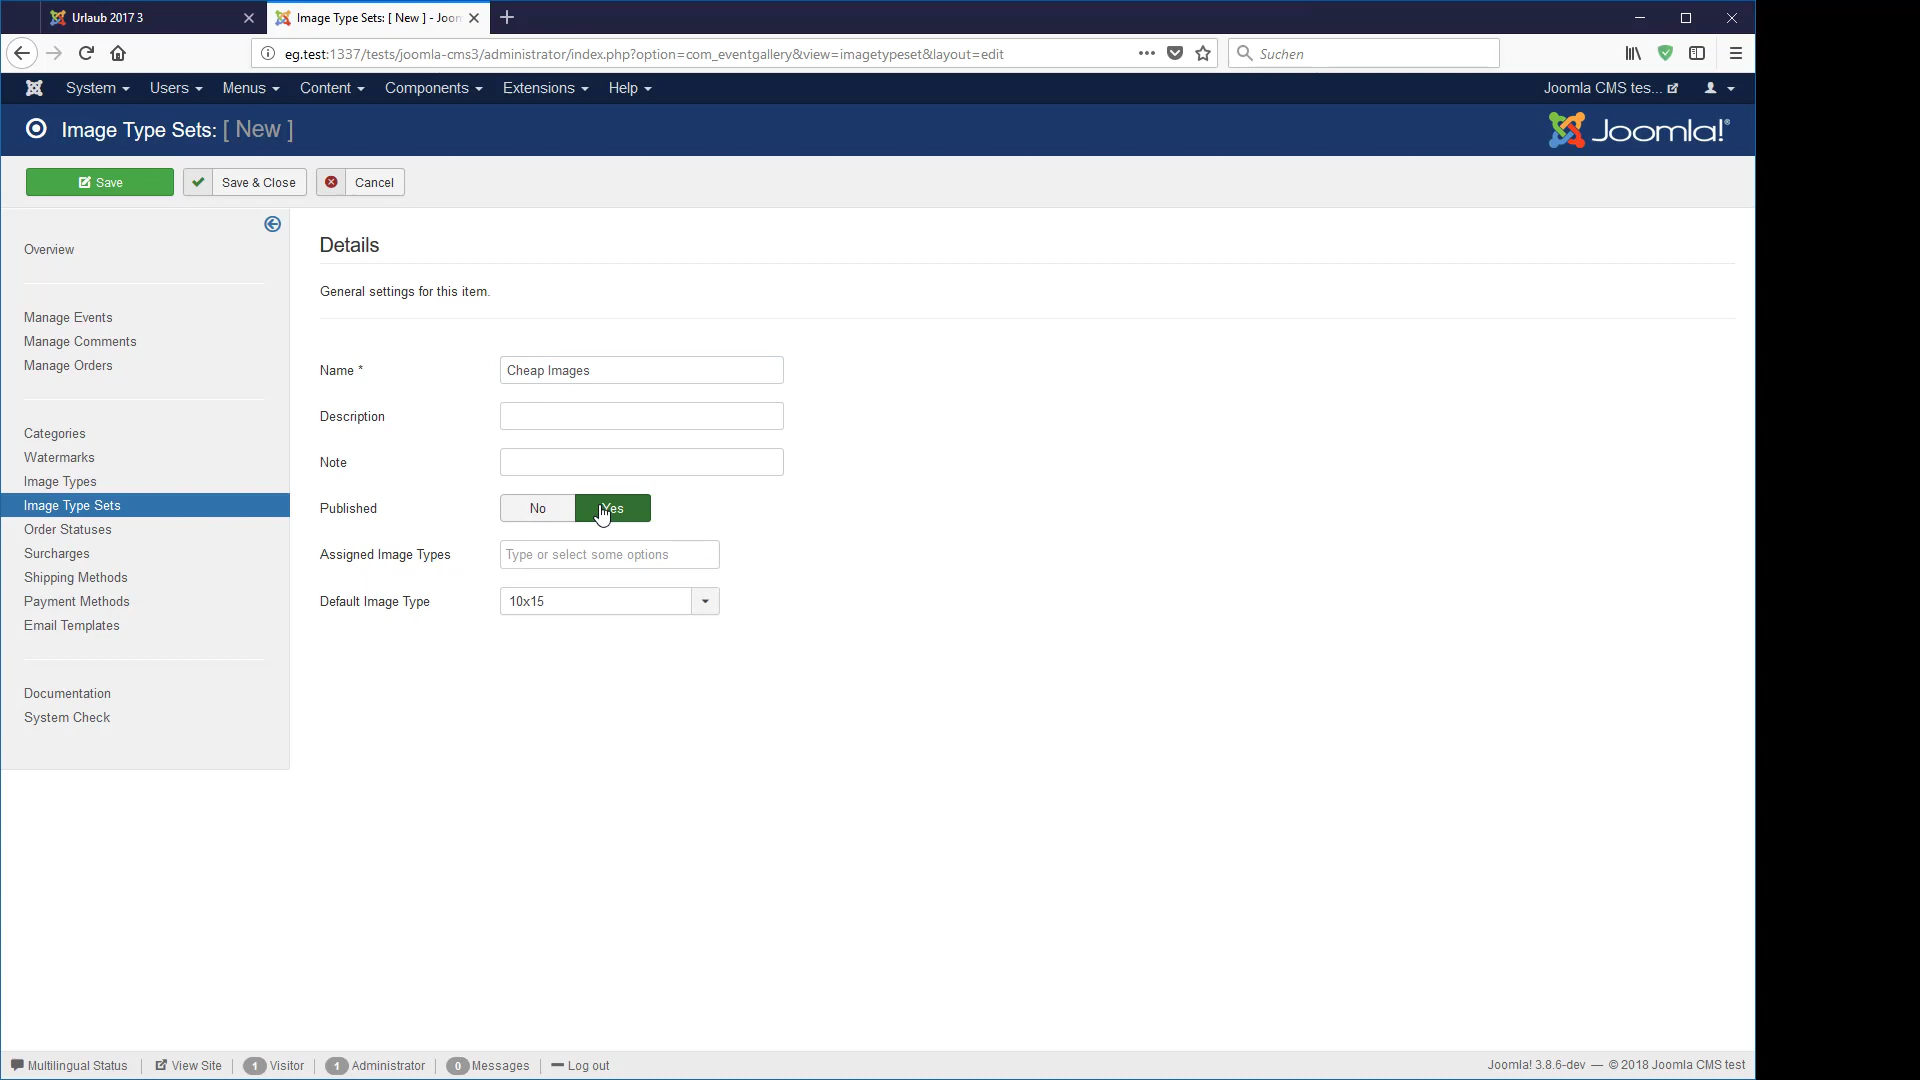 Urlaub 2017 3
Image Type Sets: [ New ] - Joom
eg.test:1337/tests/joomla-cms3/administrator/index.php?option=com_eventgallery&view=imagetypeset&layout=edit
Suchen
System Users Menus Content Components Extensions Help
Joomla CMS tes...
Image Type Sets: [ New ]
Joomla!®
Save
Save & Close
Cancel
Overview
Manage Events
Manage Comments
Manage Orders
Categories
Watermarks
Image Types
Image Type Sets
Order Statuses
Surcharges
Shipping Methods
Payment Methods
Email Templates
Documentation
System Check
Details
General settings for this item.
Name * Cheap Images
Description
Note
Published No Yes
Assigned Image Types Type or select some options
Default Image Type 10x15
Multilingual Status View Site 1 Visitor 1 Administrator 0 Messages Log out
Joomla! 3.8.6-dev — © 2018 Joomla CMS test